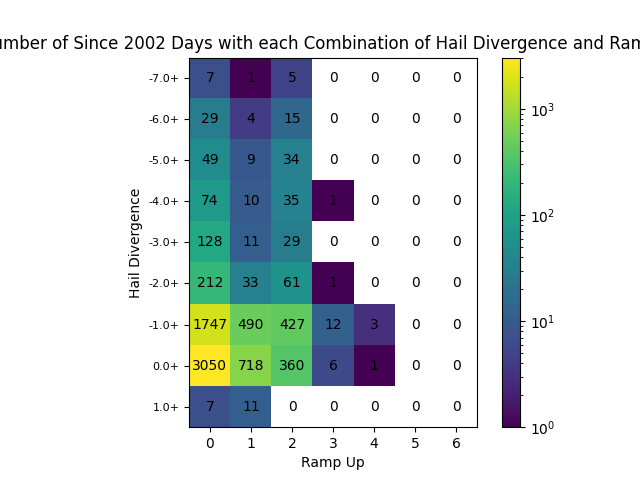 of Since 2002 Days with each Combination of Hail Divergence and
-7.0+ 7 1 5 0 0 0 0
-6.0+ 29 4 15 0 0 0 0
-5.0+ 49 9 34 0 0 0 0
-4.0+ 74 10 35 1 0 0 0
-3.0+ 128 11 29 0 0 0 0
-2.0+ 212 33 61 1 0 0 0
-1.0+ 1747 490 427 12 3 0 0
0.0+ 3050 718 360 6 1 0 0
1.0+ 7 11 0 0 0 0 0
0 1 2 3 4 5 6
Ramp Up
Hail Divergence
10³
10²
10¹
10⁰